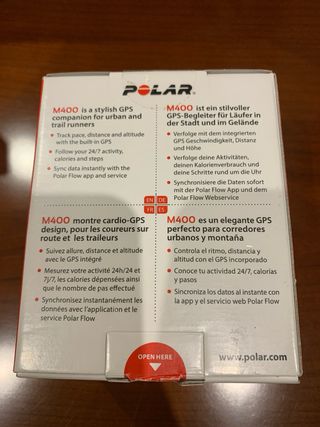 POLAR
M400 is a stylish GPS
companion for urban and
trail runners
• Track pace, distance and altitude
with the built-in GPS
• Follow your 24/7 activity,
calories and steps
• Sync data instantly with the
Polar Flow app and service
M400 ist ein stilvoller
GPS-Begleiter für Läufer in
der Stadt und im Gelände
• Verfolge mit dem integrierten
GPS Geschwindigkeit, Distanz
und Höhe
• Verfolge deine Aktivitäten,
deinen Kalorienverbrauch und
deine Schritte rund um die Uhr
• Synchronisiere die Daten sofort
mit der Polar Flow App und dem
Polar Flow Webservice
EN DE
FR ES
M400 montre cardio-GPS
design, pour les coureurs sur
route et les traileurs
• Suivez allure, distance et altitude
avec le GPS intégré
• Mesurez votre activité 24h/24 et
7j/7, les calories dépensées ainsi
que le nombre de pas effectué
• Synchronisez instantanément les
données avec l'application et le
service Polar Flow
M400 es un elegante GPS
perfecto para corredores
urbanos y montaña
• Controla el ritmo, distancia y
altitud con el GPS incorporado
• Conoce tu actividad 24/7, calorías
y pasos
• Sincroniza los datos al instante con
la app y el servicio web Polar Flow
OPEN HERE
www.polar.com